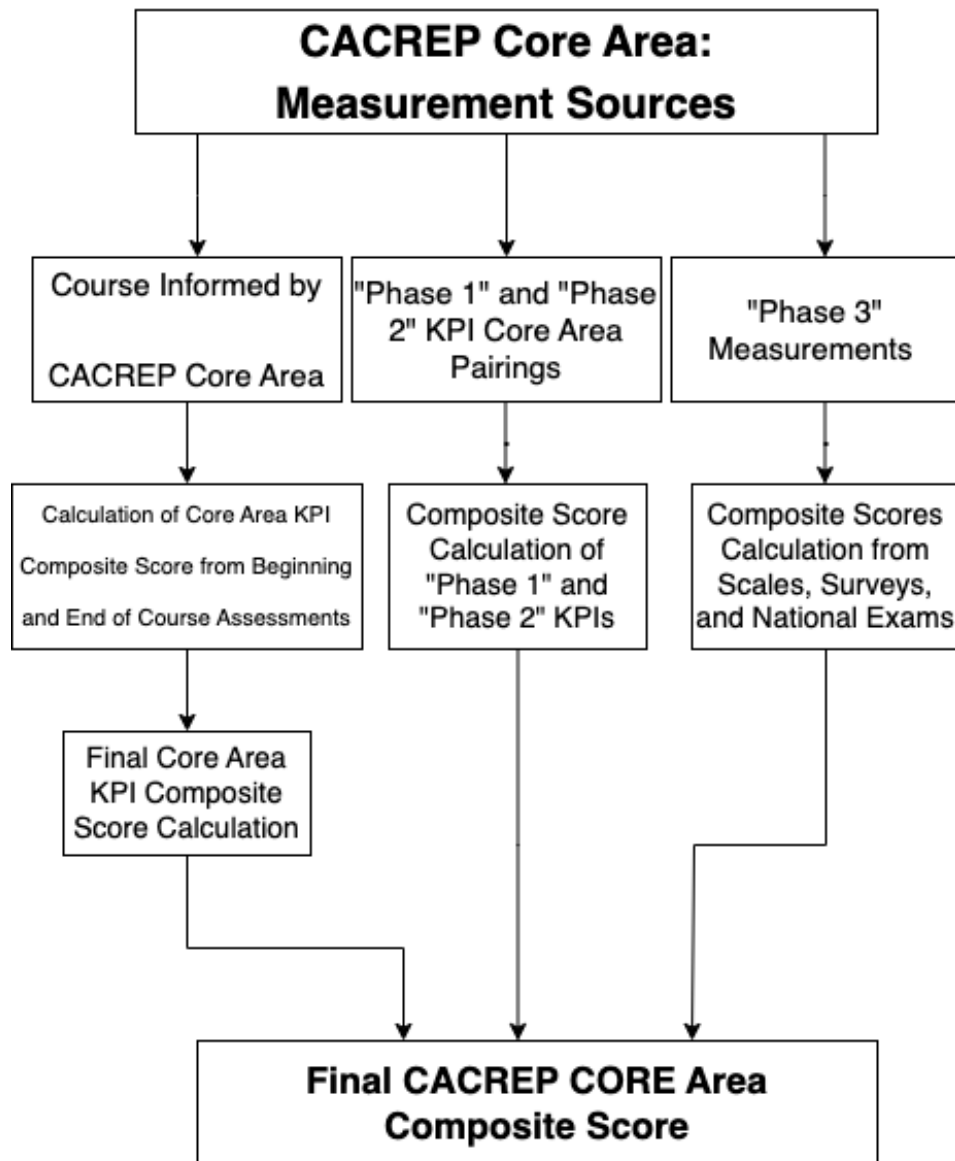 CACREP Core Area:
Measurement Sources
Course Informed by
CACREP Core Area
"Phase 1" and "Phase
2" KPI Core Area
Pairings
"Phase 3"
Measurements
Calculation of Core Area KPI
Composite Score from Beginning
and End of Course Assessments
Composite Score
Calculation of
"Phase 1" and
"Phase 2" KPIs
Composite Scores
Calculation from
Scales, Surveys,
and National Exams
Final Core Area
KPI Composite
Score Calculation
Final CACREP CORE Area
Composite Score